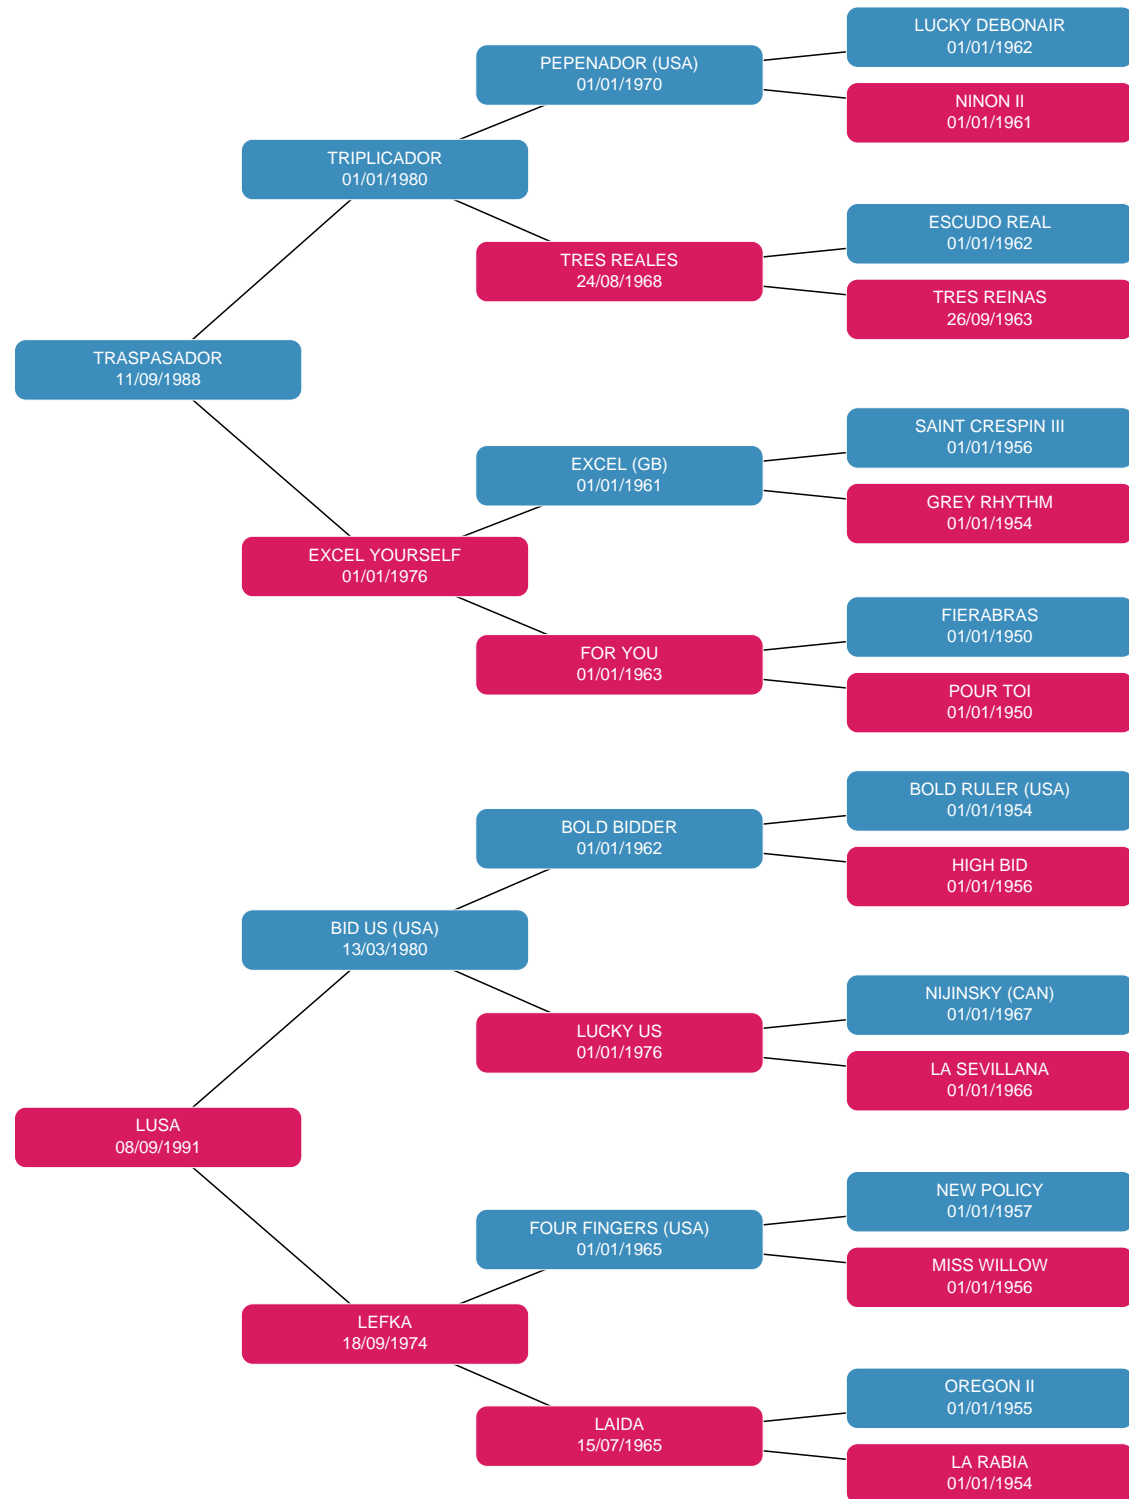 LUCKY DEBONAIR
01/01/1962
PEPENADOR (USA)
01/01/1970
NINON II
01/01/1961
TRIPLICADOR
01/01/1980
ESCUDO REAL
01/01/1962
TRES REALES
24/08/1968
TRES REINAS
26/09/1963
TRASPASADOR
11/09/1988
SAINT CRESPIN III
01/01/1956
EXCEL (GB)
01/01/1961
GREY RHYTHM
01/01/1954
EXCEL YOURSELF
01/01/1976
FIERABRAS
01/01/1950
FOR YOU
01/01/1963
POUR TOI
01/01/1950
BOLD RULER (USA)
01/01/1954
BOLD BIDDER
01/01/1962
HIGH BID
01/01/1956
BID US (USA)
13/03/1980
NIJINSKY (CAN)
01/01/1967
LUCKY US
01/01/1976
LA SEVILLANA
01/01/1966
LUSA
08/09/1991
NEW POLICY
01/01/1957
FOUR FINGERS (USA)
01/01/1965
MISS WILLOW
01/01/1956
LEFKA
18/09/1974
OREGON II
01/01/1955
LAIDA
15/07/1965
LA RABIA
01/01/1954